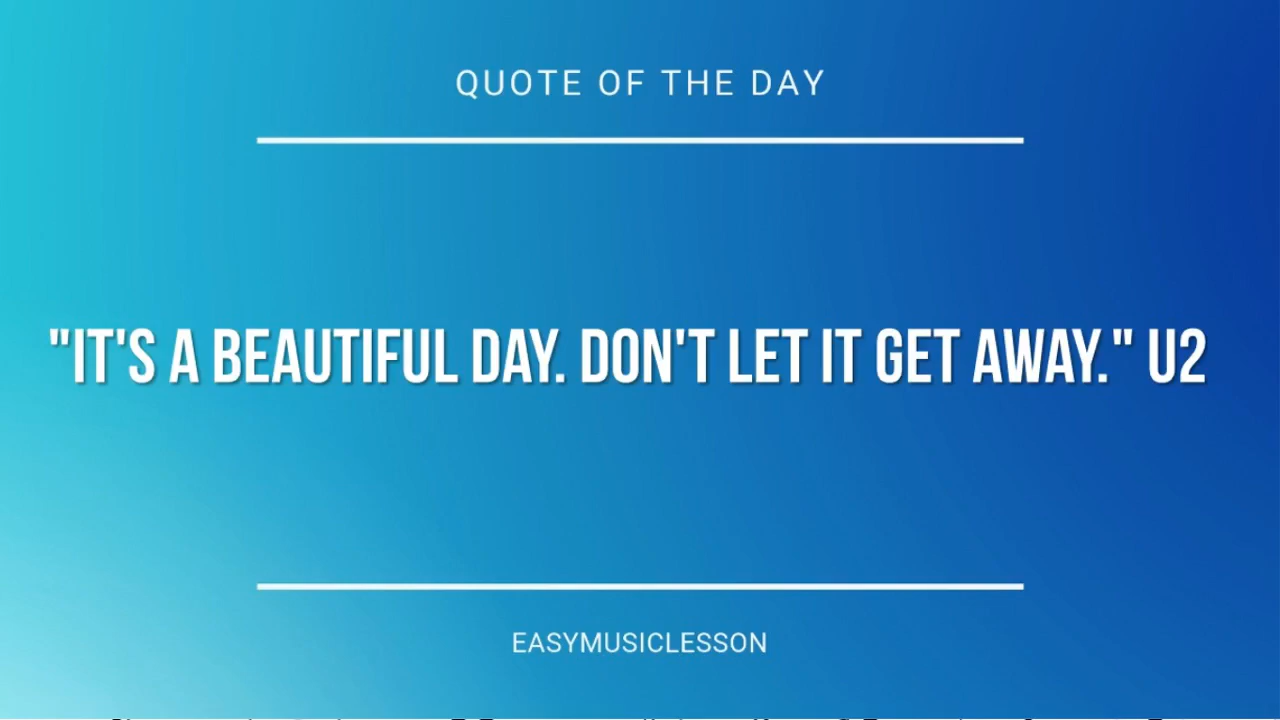 QUOTE OF THE DAY
"IT'S A BEAUTIFUL DAY. DON'T LET IT GET AWAY." U2
EASYMUSICLESSON